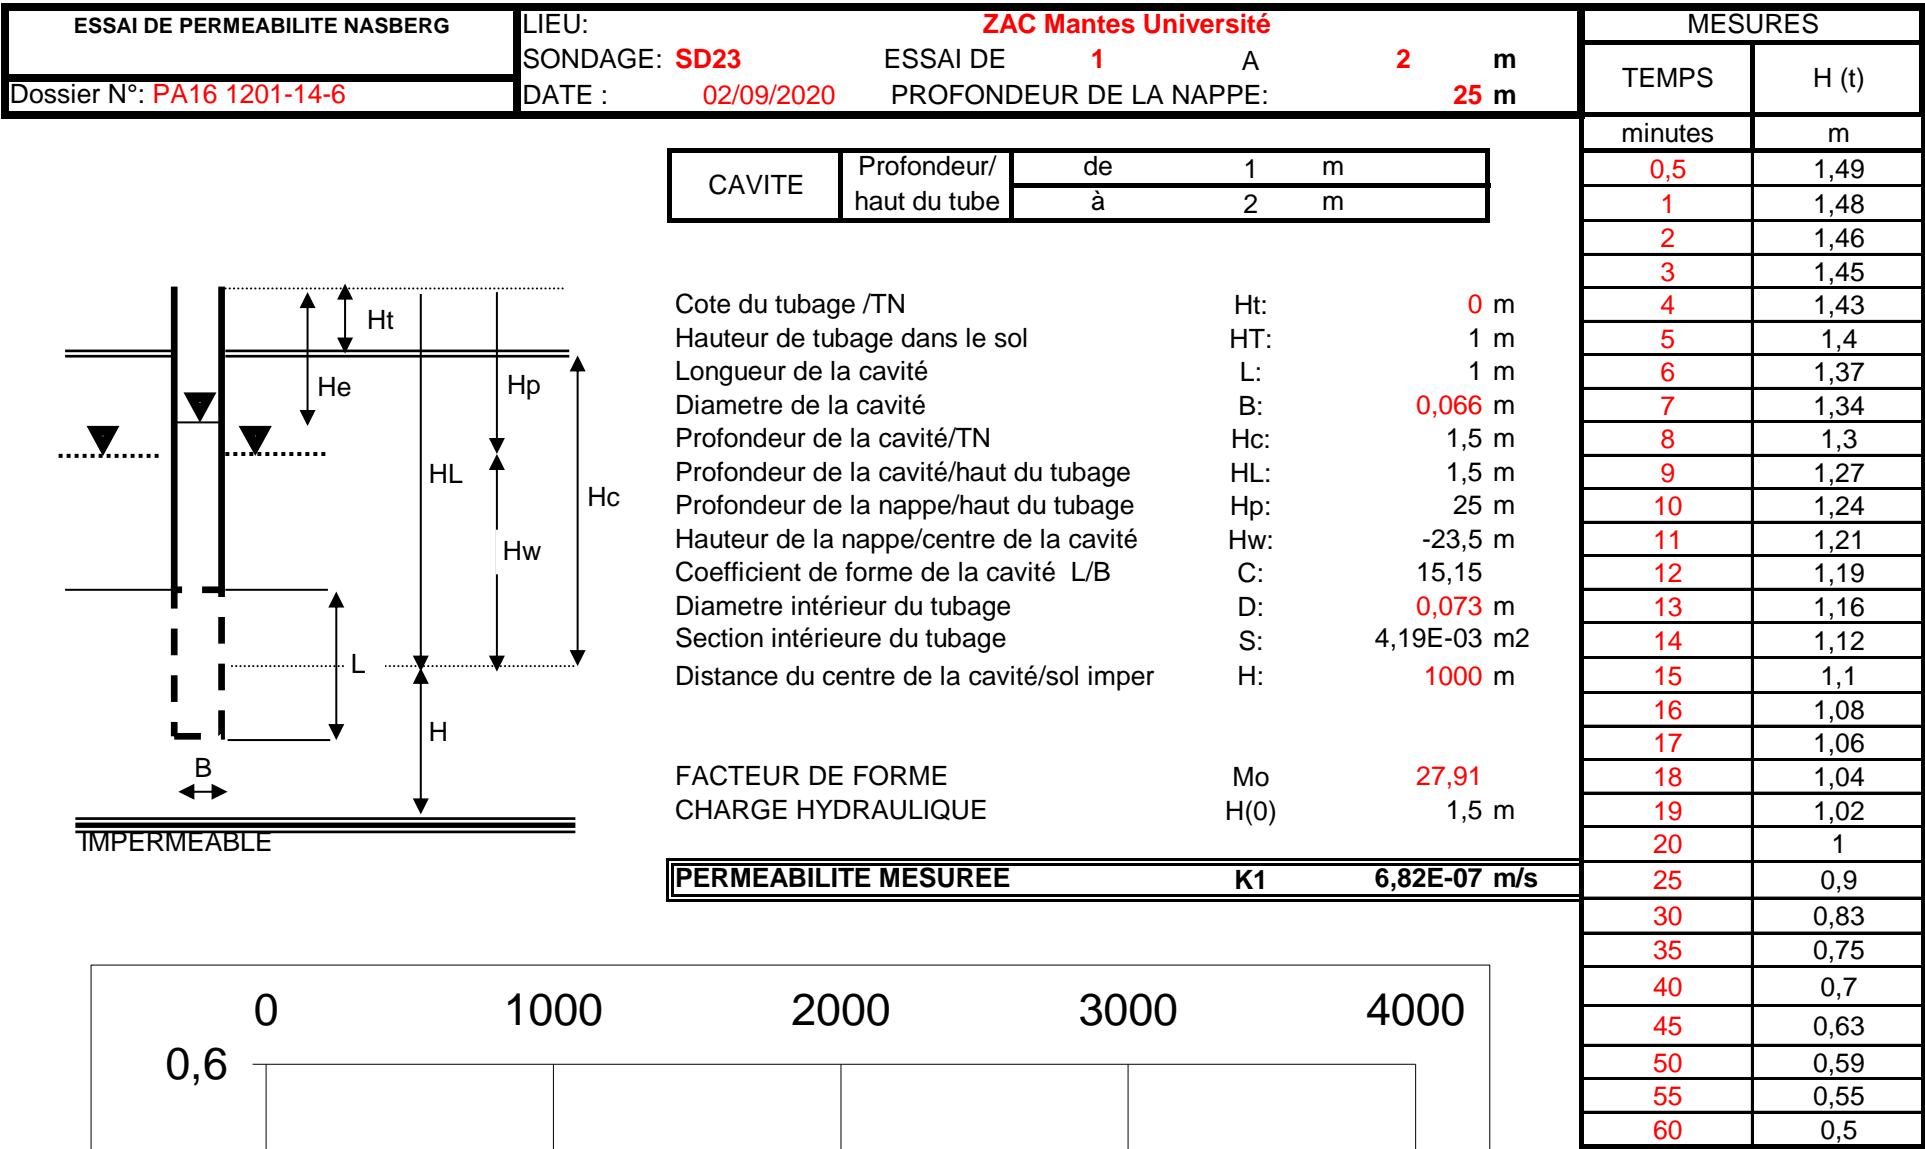 ESSAI DE PERMEABILITE NASBERG
Dossier N°: PA16 1201-14-6
LIEU: ZAC Mantes Université
SONDAGE: SD23 ESSAI DE 1 A 2 m
DATE : 02/09/2020 PROFONDEUR DE LA NAPPE: 25 m
CAVITE Profondeur/ de 1 m
haut du tube à 2 m
Ht
He
Hp
HL
Hc
Hw
L
H
B
IMPERMEABLE
Cote du tubage /TN Ht: 0 m
Hauteur de tubage dans le sol HT: 1 m
Longueur de la cavité L: 1 m
Diametre de la cavité B: 0,066 m
Profondeur de la cavité/TN Hc: 1,5 m
Profondeur de la cavité/haut du tubage HL: 1,5 m
Profondeur de la nappe/haut du tubage Hp: 25 m
Hauteur de la nappe/centre de la cavité Hw: -23,5 m
Coefficient de forme de la cavité L/B C: 15,15
Diametre intérieur du tubage D: 0,073 m
Section intérieure du tubage S: 4,19E-03 m2
Distance du centre de la cavité/sol imper H: 1000 m
FACTEUR DE FORME Mo 27,91
CHARGE HYDRAULIQUE H(0) 1,5 m
PERMEABILITE MESUREE K1 6,82E-07 m/s
0 1000 2000 3000 4000
0,6
MESURES
TEMPS H (t)
minutes m
0,5 1,49
1 1,48
2 1,46
3 1,45
4 1,43
5 1,4
6 1,37
7 1,34
8 1,3
9 1,27
10 1,24
11 1,21
12 1,19
13 1,16
14 1,12
15 1,1
16 1,08
17 1,06
18 1,04
19 1,02
20 1
25 0,9
30 0,83
35 0,75
40 0,7
45 0,63
50 0,59
55 0,55
60 0,5